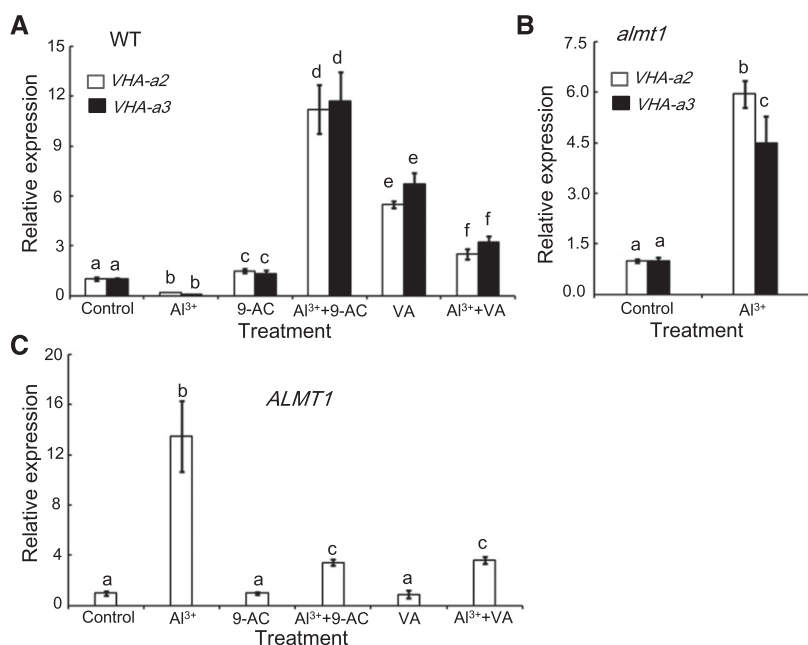 A
WT
15
12
9
6
3
0
Relative expression
VHA-a2
VHA-a3
a a
b b
c c
d d
e e
f f
Control Al³⁺ 9-AC Al³⁺+9-AC VA Al³⁺+VA
Treatment
B
almt1
7.5
6.0
4.5
3.0
1.5
0.0
Relative expression
VHA-a2
VHA-a3
a a
b c
Control Al³⁺
Treatment
C
ALMT1
20
16
12
8
4
0
Relative expression
a b a c a c
Control Al³⁺ 9-AC Al³⁺+9-AC VA Al³⁺+VA
Treatment